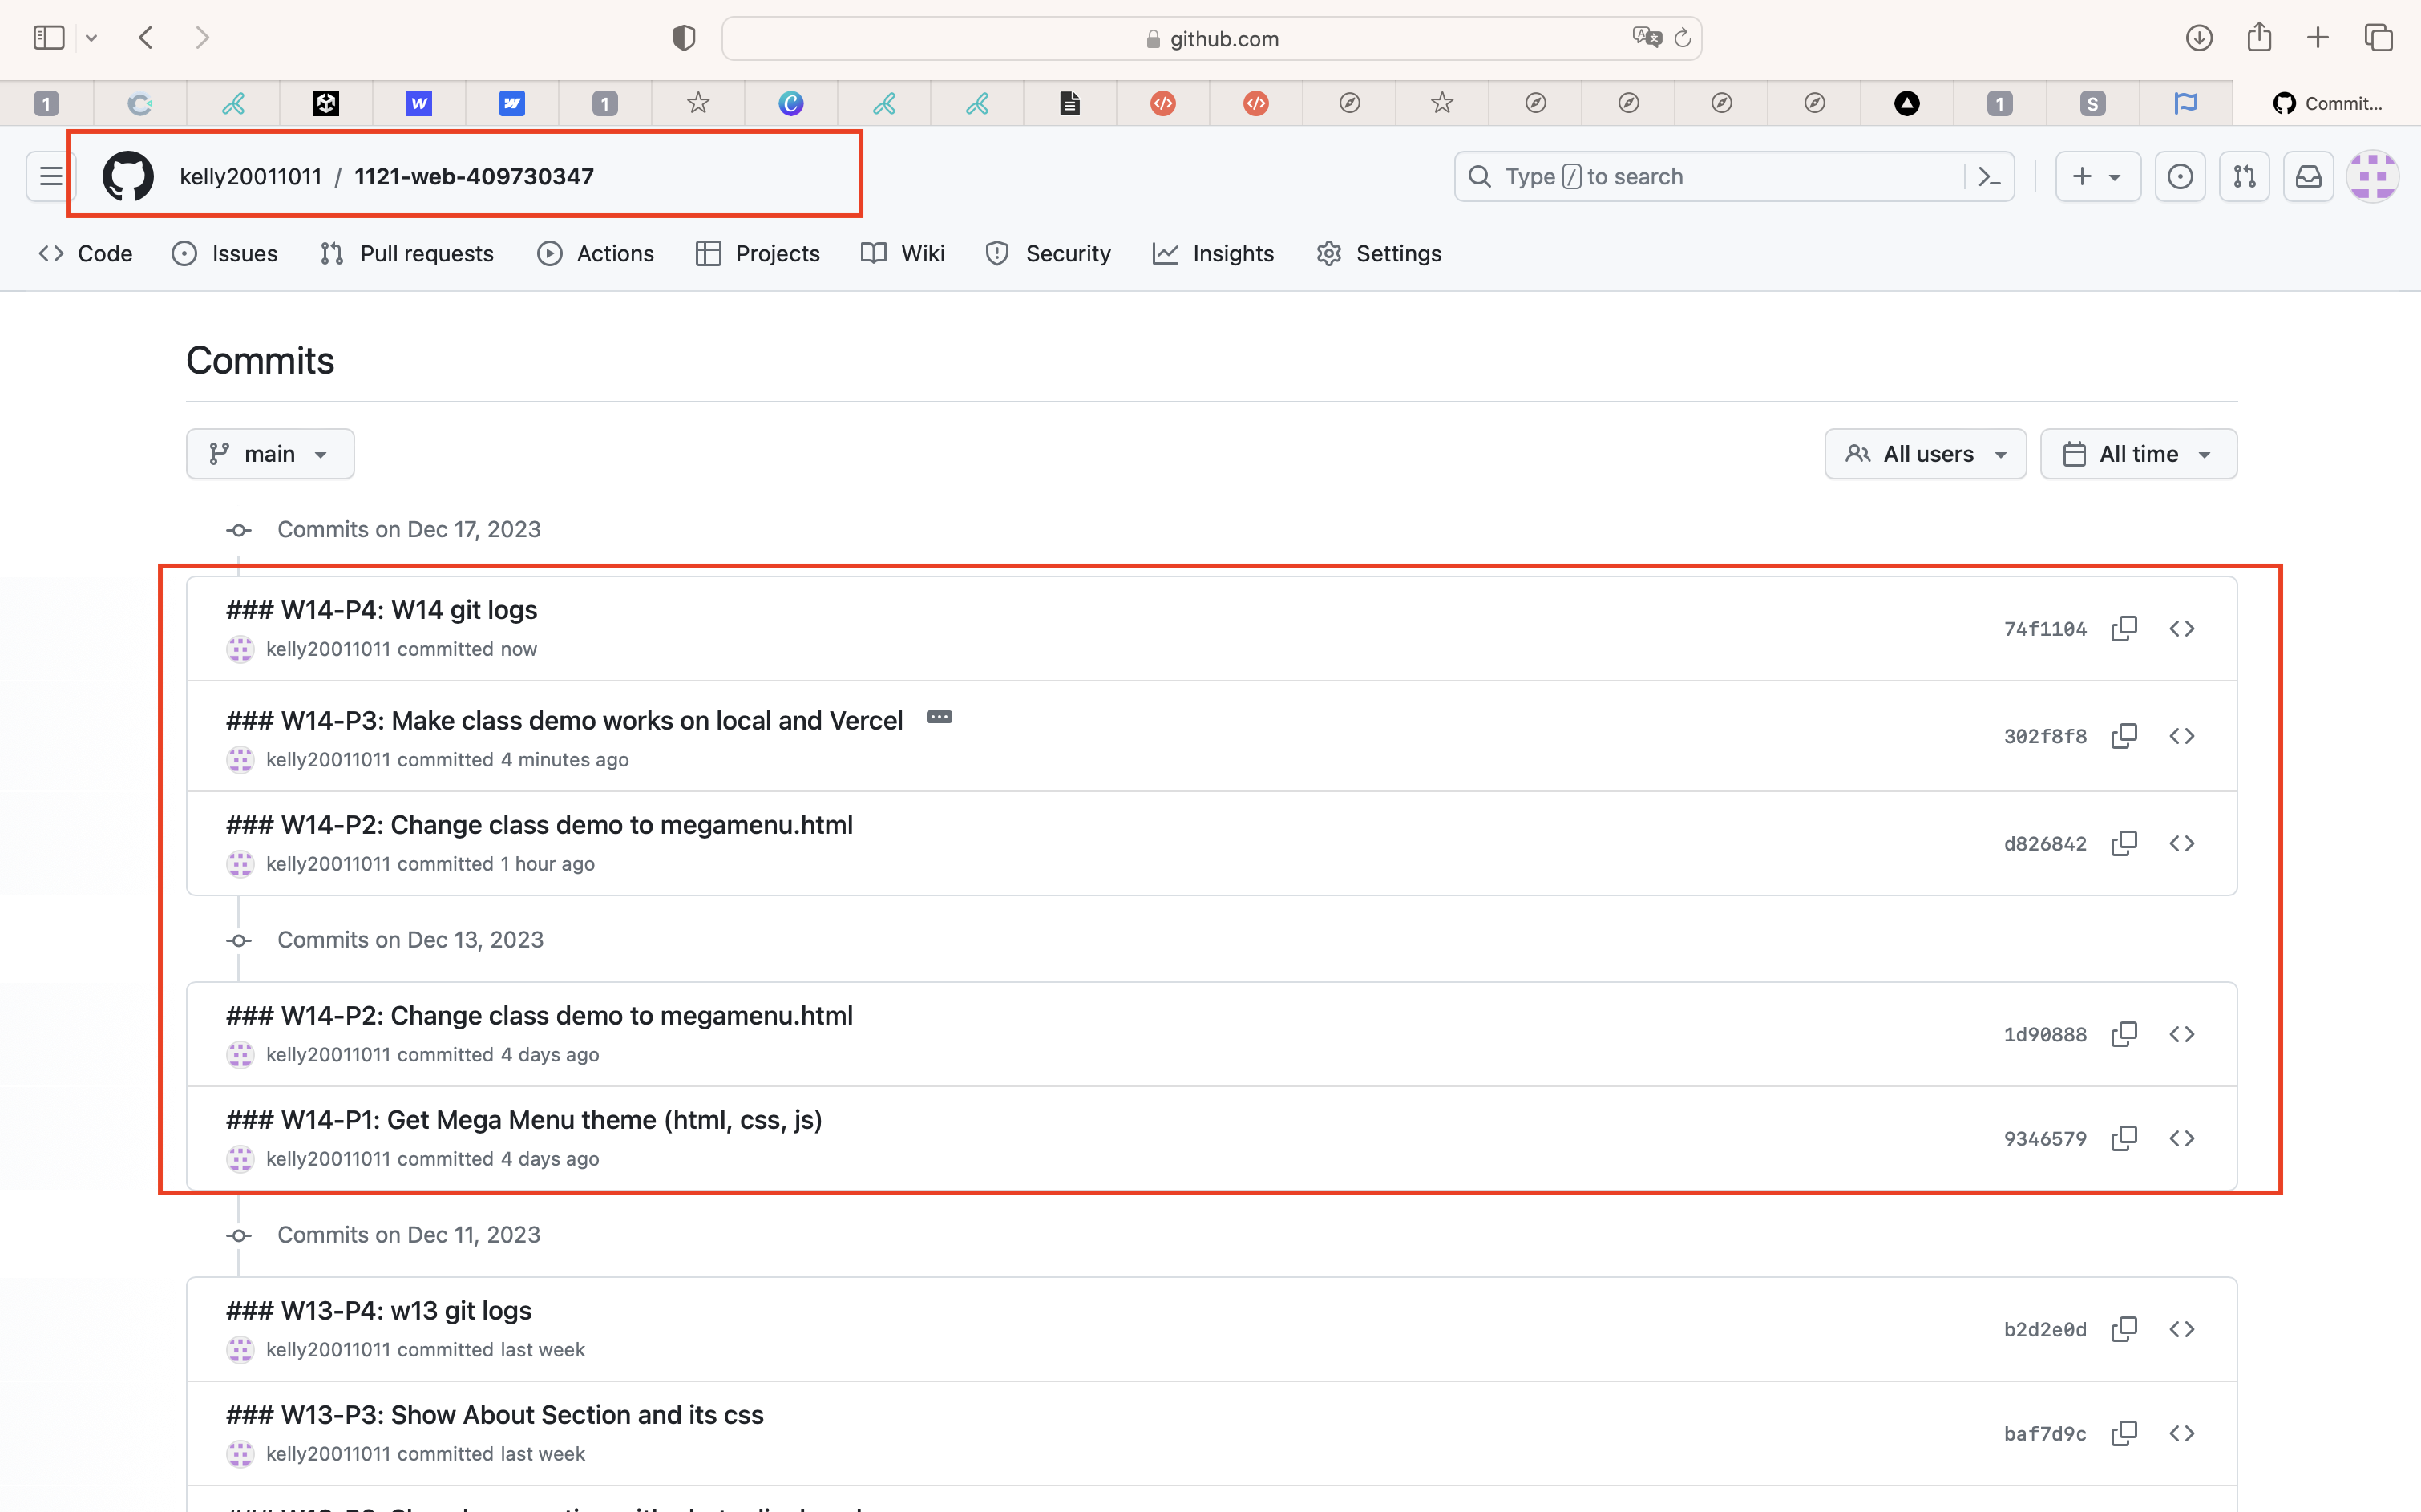 github.com
1
1
1
S
Commit...
kelly20011011 / 1121-web-409730347
Type / to search
Code
Issues
Pull requests
Actions
Projects
Wiki
Security
Insights
Settings
Commits
main
All users
All time
Commits on Dec 17, 2023
### W14-P4: W14 git logs
kelly20011011 committed now
74f1104
### W14-P3: Make class demo works on local and Vercel
kelly20011011 committed 4 minutes ago
302f8f8
### W14-P2: Change class demo to megamenu.html
kelly20011011 committed 1 hour ago
d826842
Commits on Dec 13, 2023
### W14-P2: Change class demo to megamenu.html
kelly20011011 committed 4 days ago
1d90888
### W14-P1: Get Mega Menu theme (html, css, js)
kelly20011011 committed 4 days ago
9346579
Commits on Dec 11, 2023
### W13-P4: w13 git logs
kelly20011011 committed last week
b2d2e0d
### W13-P3: Show About Section and its css
kelly20011011 committed last week
baf7d9c